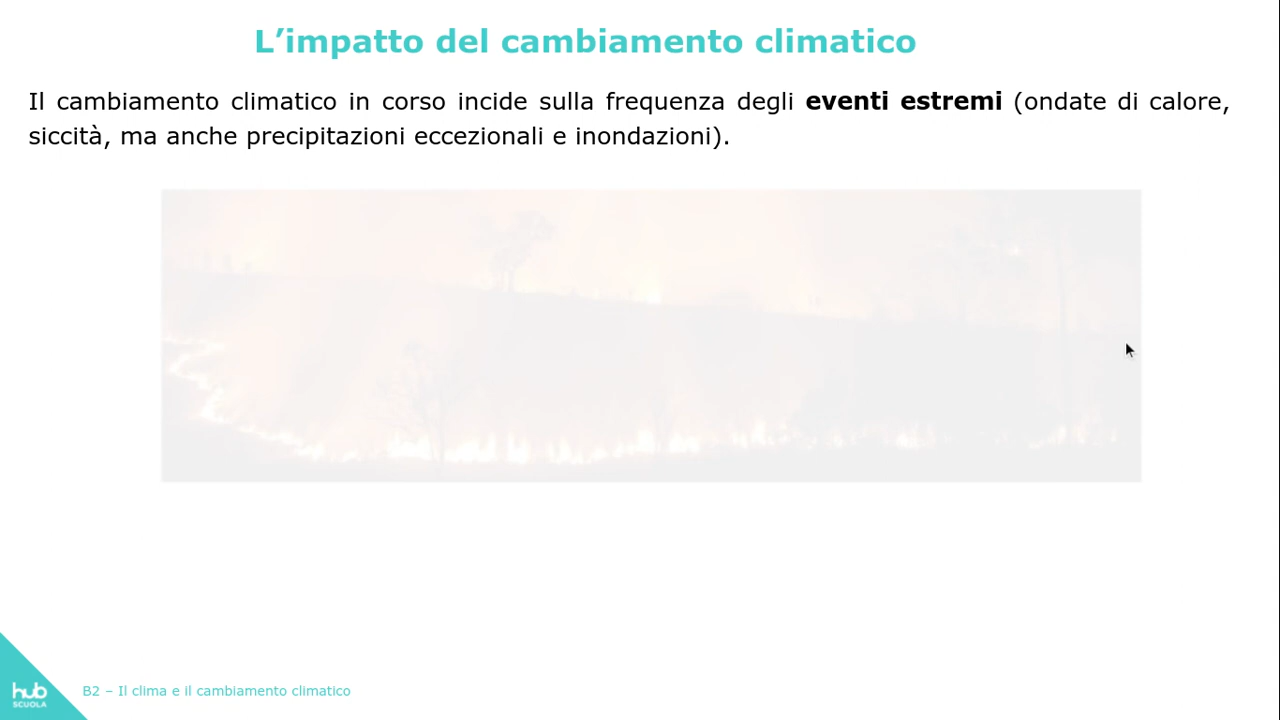 L’impatto del cambiamento climatico
Il cambiamento climatico in corso incide sulla frequenza degli eventi estremi (ondate di calore,
siccità, ma anche precipitazioni eccezionali e inondazioni).
hub
SCUOLA
B2 – Il clima e il cambiamento climatico